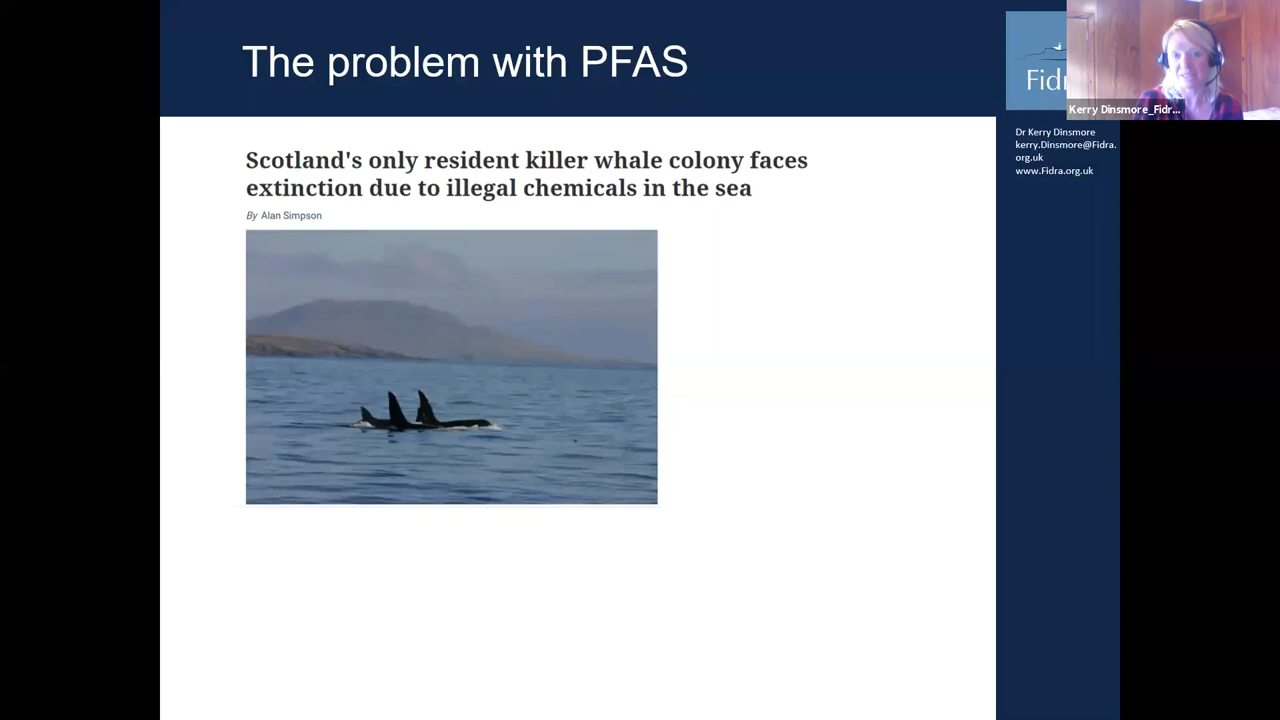 The problem with PFAS
Fid
Kerry Dinsmore_Fidr...
Dr Kerry Dinsmore
kerry.Dinsmore@Fidra.
org.uk
www.Fidra.org.uk
Scotland's only resident killer whale colony faces
extinction due to illegal chemicals in the sea
By Alan Simpson